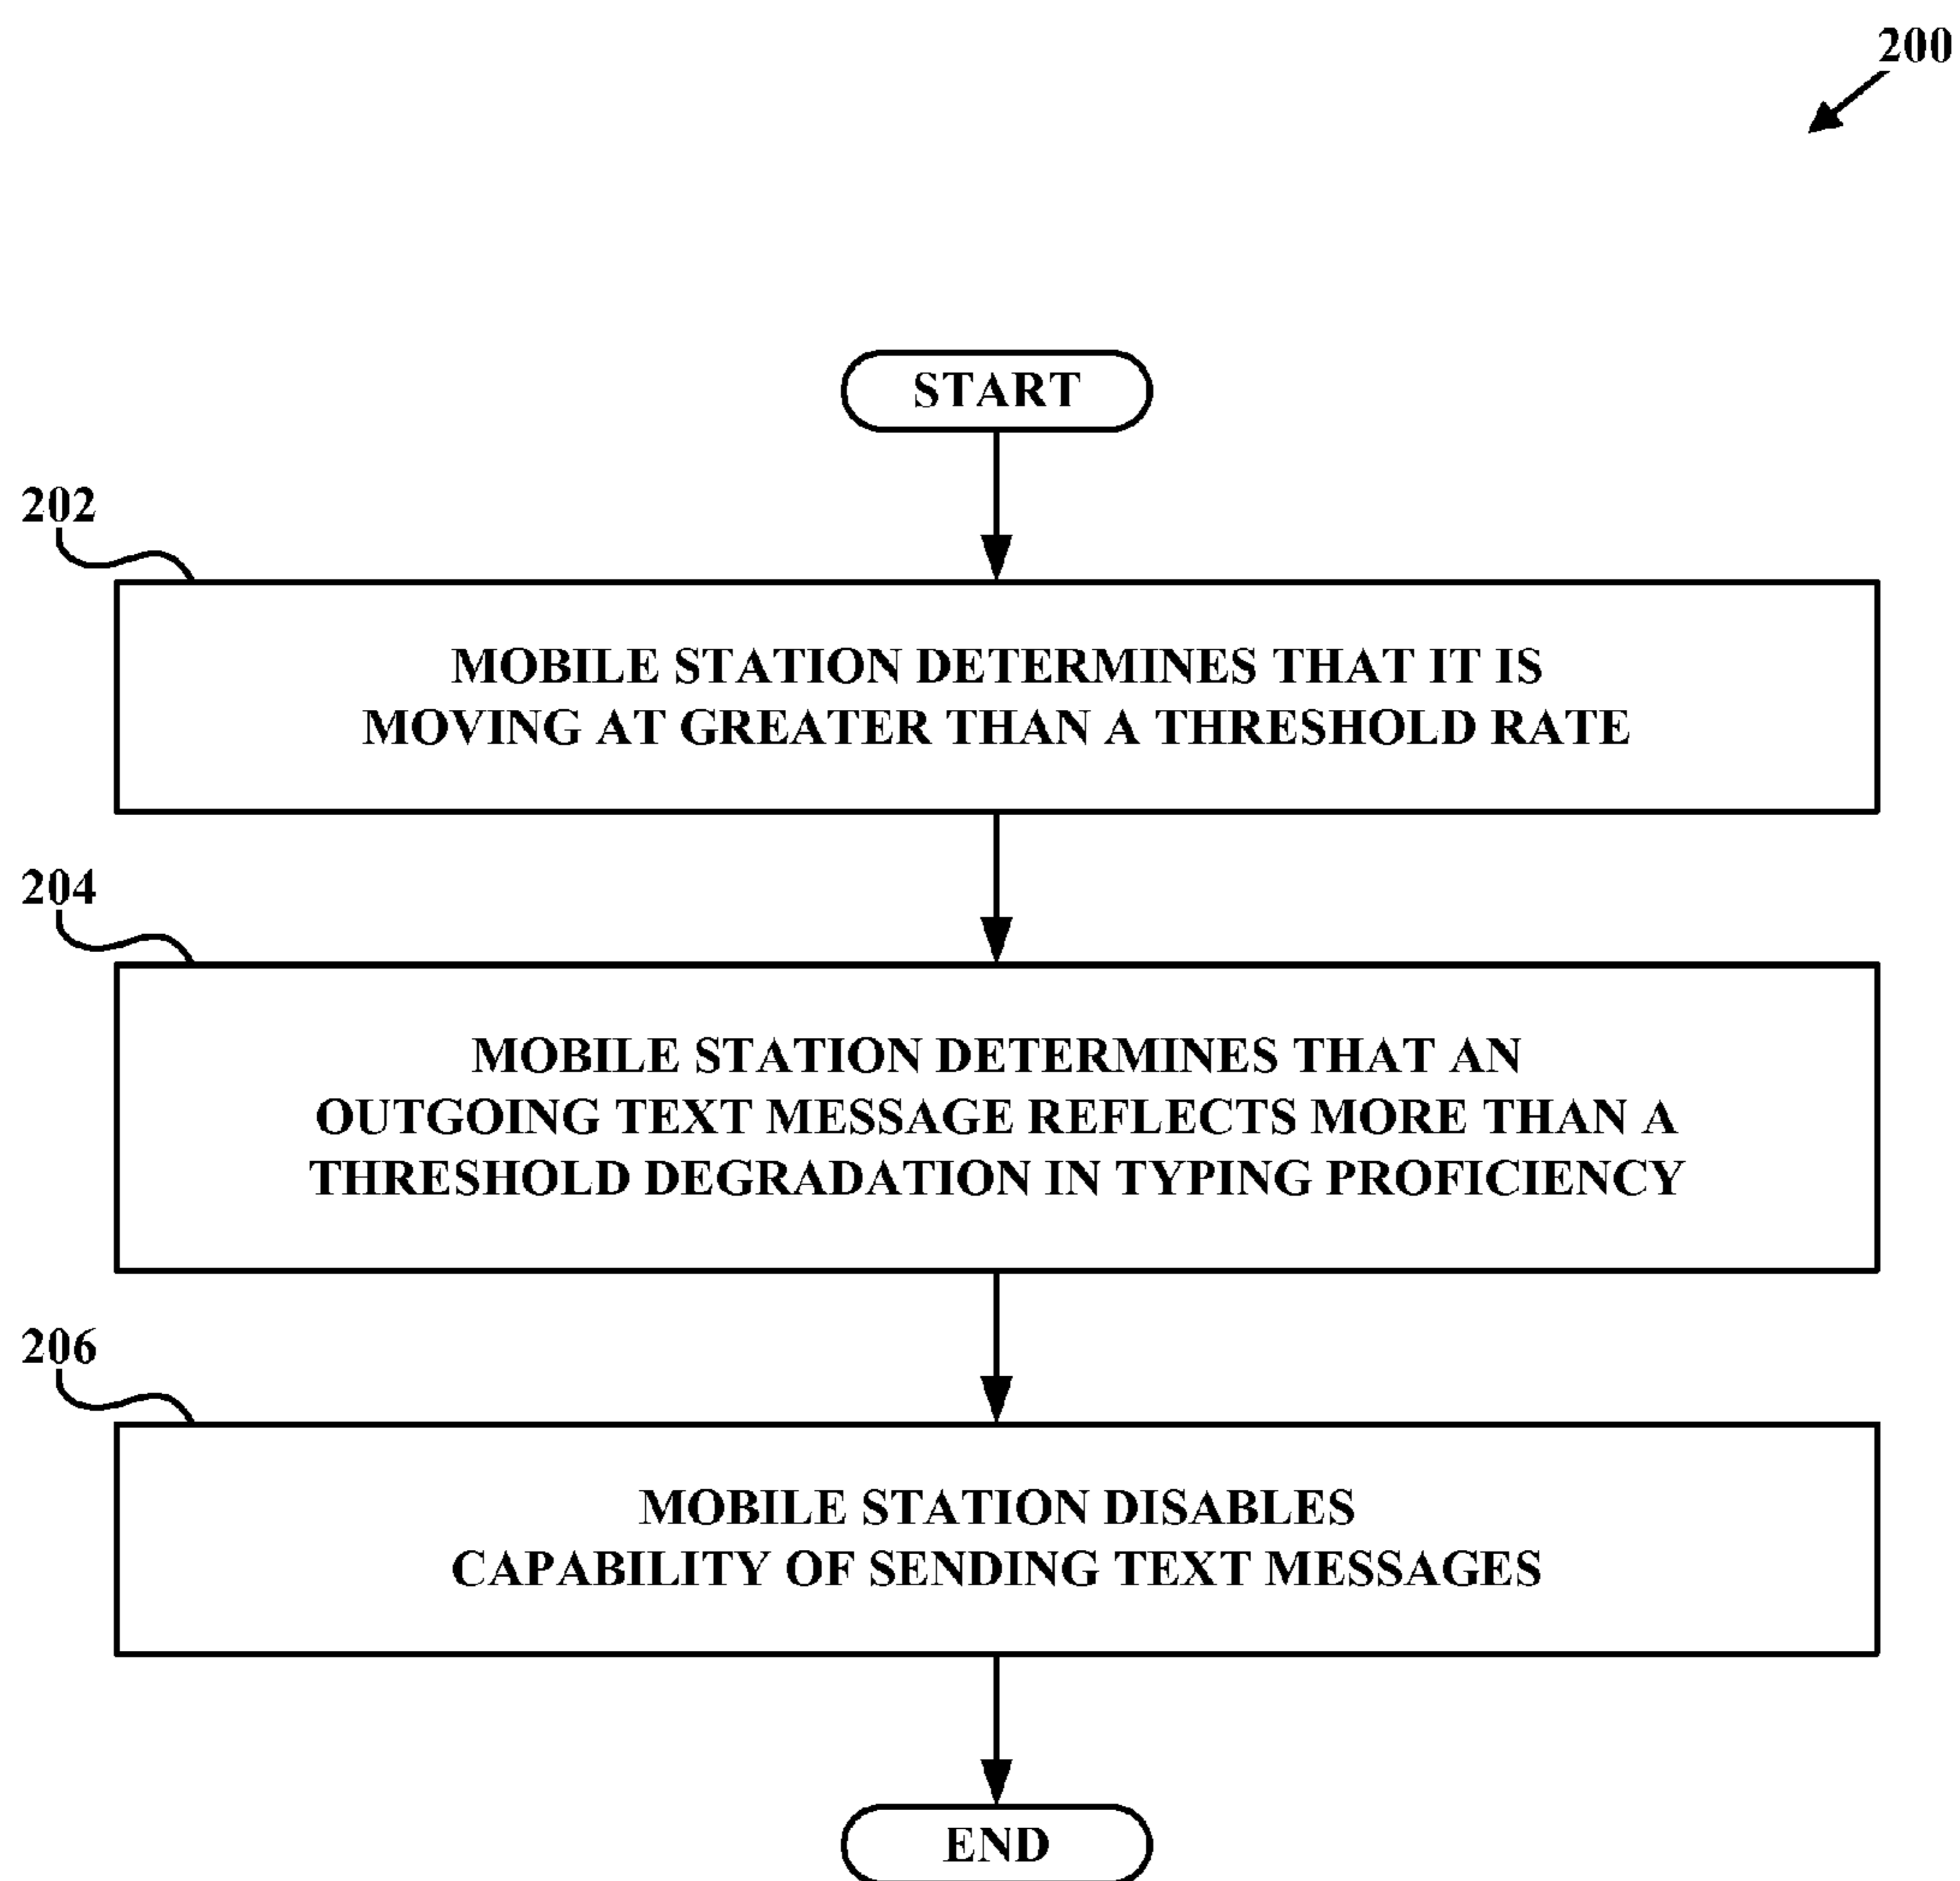 200
START
202
MOBILE STATION DETERMINES THAT IT IS
MOVING AT GREATER THAN A THRESHOLD RATE
204
MOBILE STATION DETERMINES THAT AN
OUTGOING TEXT MESSAGE REFLECTS MORE THAN A
THRESHOLD DEGRADATION IN TYPING PROFICIENCY
206
MOBILE STATION DISABLES
CAPABILITY OF SENDING TEXT MESSAGES
END